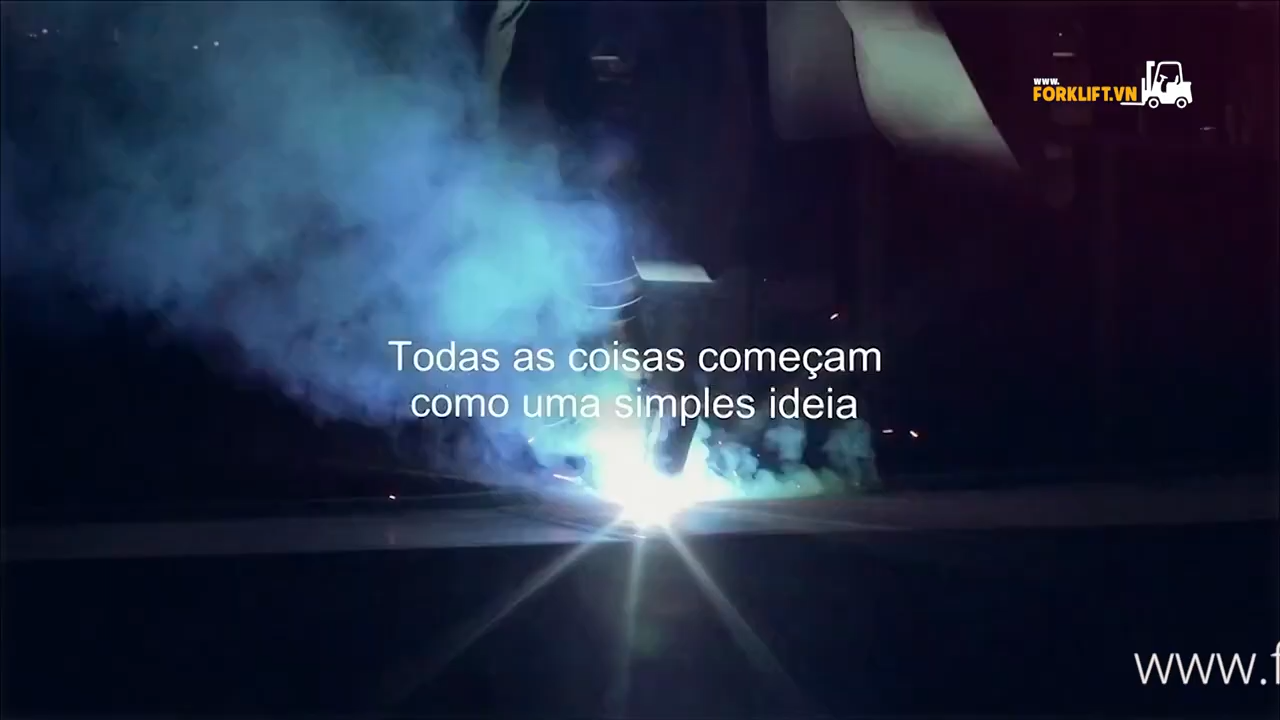 www.
FORKLIFT.VN
Todas as coisas começam
como uma simples ideia
www.f